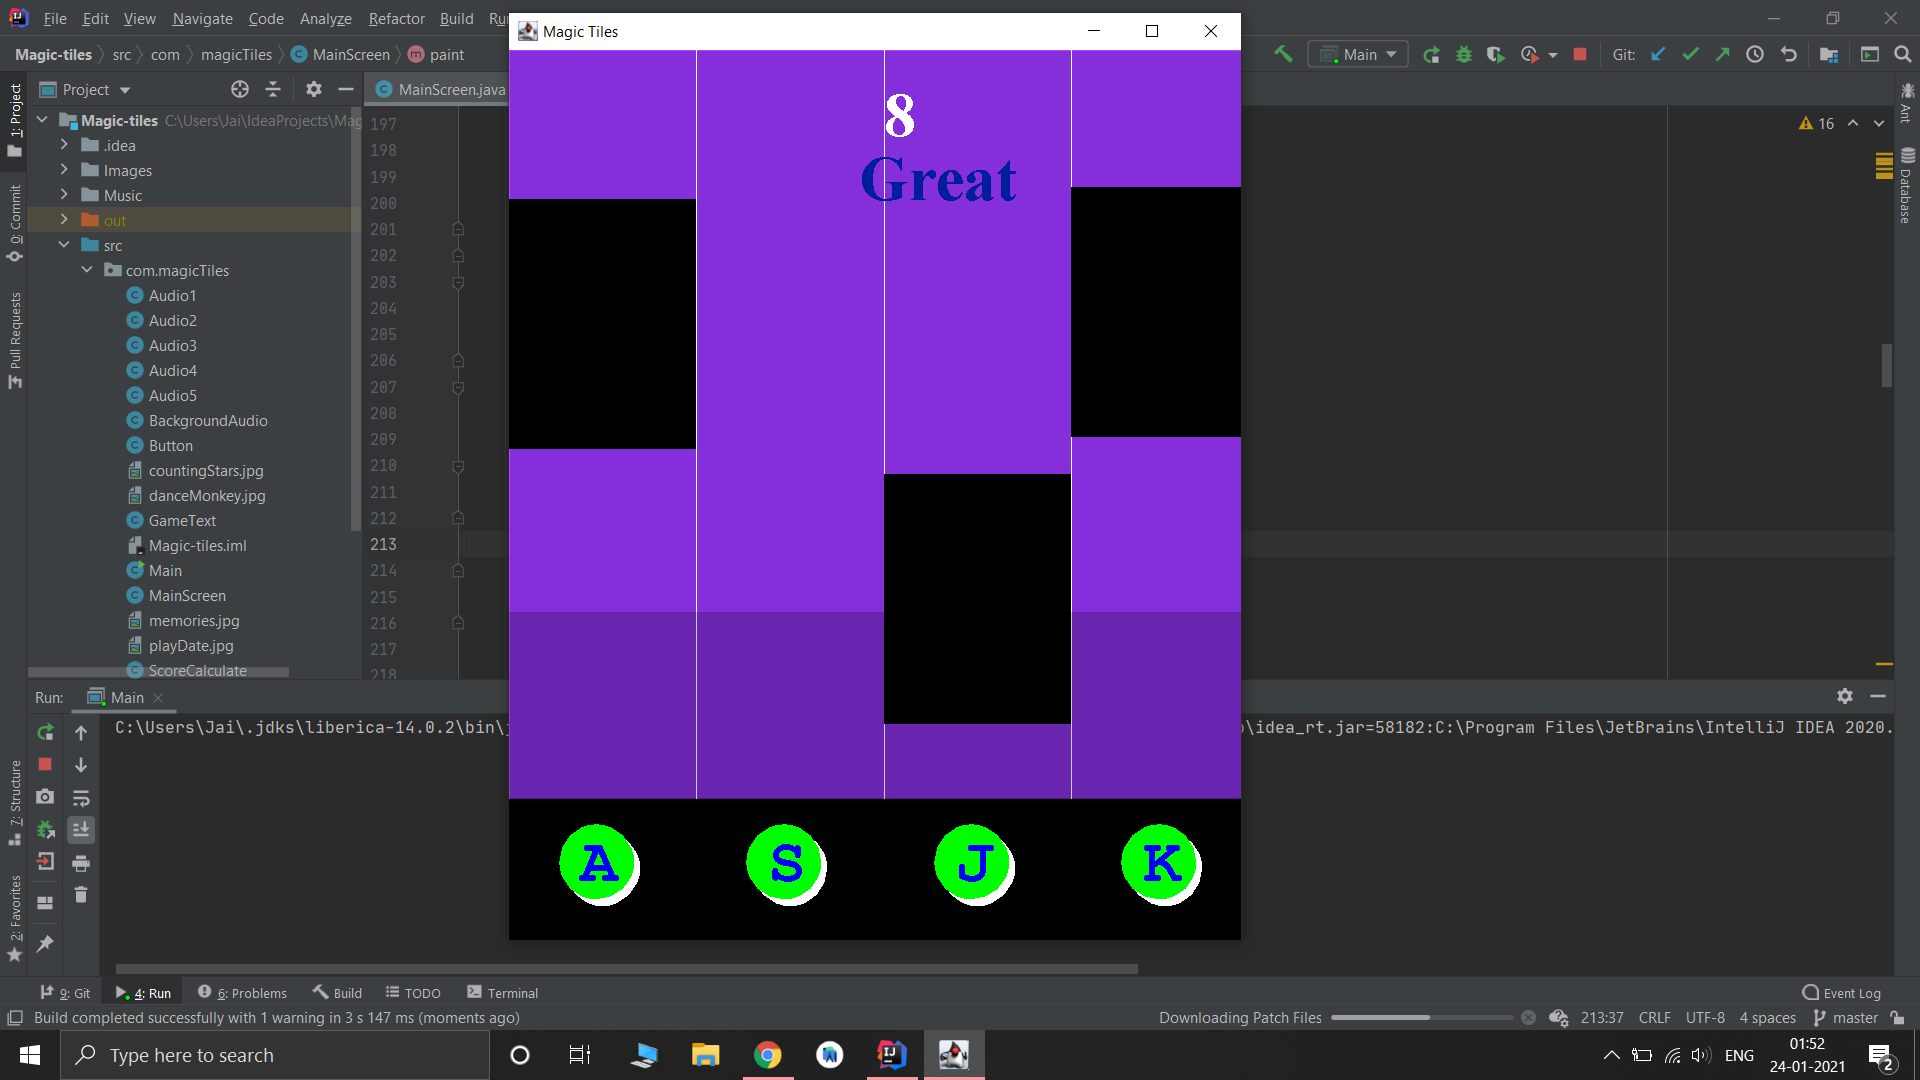 File Edit View Navigate Code Analyze Refactor Build
Magic Tiles
Magic-tiles src com magicTiles MainScreen paint
Main
Git:
1: Project
0: Commit
Pull Requests
7: Structure
2: Favorites
Project
MainScreen.java
16
Ant
Database
Magic-tiles C:\Users\Jai\IdeaProjects\Mag
.idea
Images
Music
out
src
com.magicTiles
Audio1
Audio2
Audio3
Audio4
Audio5
BackgroundAudio
Button
countingStars.jpg
danceMonkey.jpg
GameText
Magic-tiles.iml
Main
MainScreen
memories.jpg
playDate.jpg
ScoreCalculate
197
198
199
200
201
202
203
204
205
206
207
208
209
210
211
212
213
214
215
216
217
218
8
Great
A S J K
Run: Main
C:\Users\Jai\.jdks\liberica-14.0.2\bin\
\idea_rt.jar=58182:C:\Program Files\JetBrains\IntelliJ IDEA 2020.
9: Git 4: Run 6: Problems Build TODO Terminal Event Log
Build completed successfully with 1 warning in 3 s 147 ms (moments ago)
Downloading Patch Files 213:37 CRLF UTF-8 4 spaces master
Type here to search
ENG
01:52
24-01-2021
2